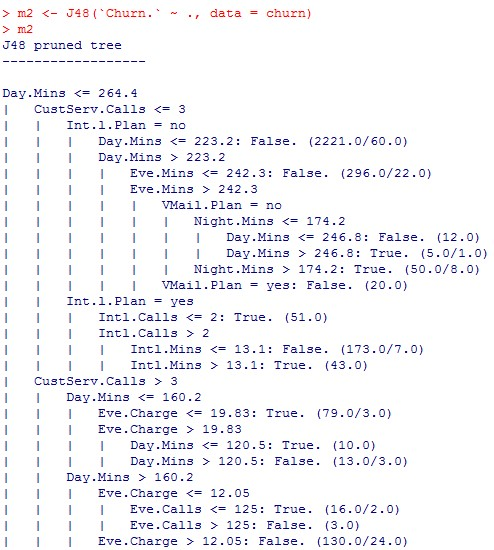 > m2 <- J48(`Churn.` ~ ., data = churn)
> m2
J48 pruned tree
------------------

Day.Mins <= 264.4
|   CustServ.Calls <= 3
|   |   Int.l.Plan = no
|   |   |   Day.Mins <= 223.2: False. (2221.0/60.0)
|   |   |   Day.Mins > 223.2
|   |   |   |   Eve.Mins <= 242.3: False. (296.0/22.0)
|   |   |   |   Eve.Mins > 242.3
|   |   |   |   |   VMail.Plan = no
|   |   |   |   |   |   Night.Mins <= 174.2
|   |   |   |   |   |   |   Day.Mins <= 246.8: False. (12.0)
|   |   |   |   |   |   |   Day.Mins > 246.8: True. (5.0/1.0)
|   |   |   |   |   |   Night.Mins > 174.2: True. (50.0/8.0)
|   |   |   |   |   VMail.Plan = yes: False. (20.0)
|   |   Int.l.Plan = yes
|   |   |   Intl.Calls <= 2: True. (51.0)
|   |   |   Intl.Calls > 2
|   |   |   |   Intl.Mins <= 13.1: False. (173.0/7.0)
|   |   |   |   Intl.Mins > 13.1: True. (43.0)
|   CustServ.Calls > 3
|   |   Day.Mins <= 160.2
|   |   |   Eve.Charge <= 19.83: True. (79.0/3.0)
|   |   |   Eve.Charge > 19.83
|   |   |   |   Day.Mins <= 120.5: True. (10.0)
|   |   |   |   Day.Mins > 120.5: False. (13.0/3.0)
|   |   Day.Mins > 160.2
|   |   |   Eve.Charge <= 12.05
|   |   |   |   Eve.Calls <= 125: True. (16.0/2.0)
|   |   |   |   Eve.Calls > 125: False. (3.0)
|   |   |   Eve.Charge > 12.05: False. (130.0/24.0)